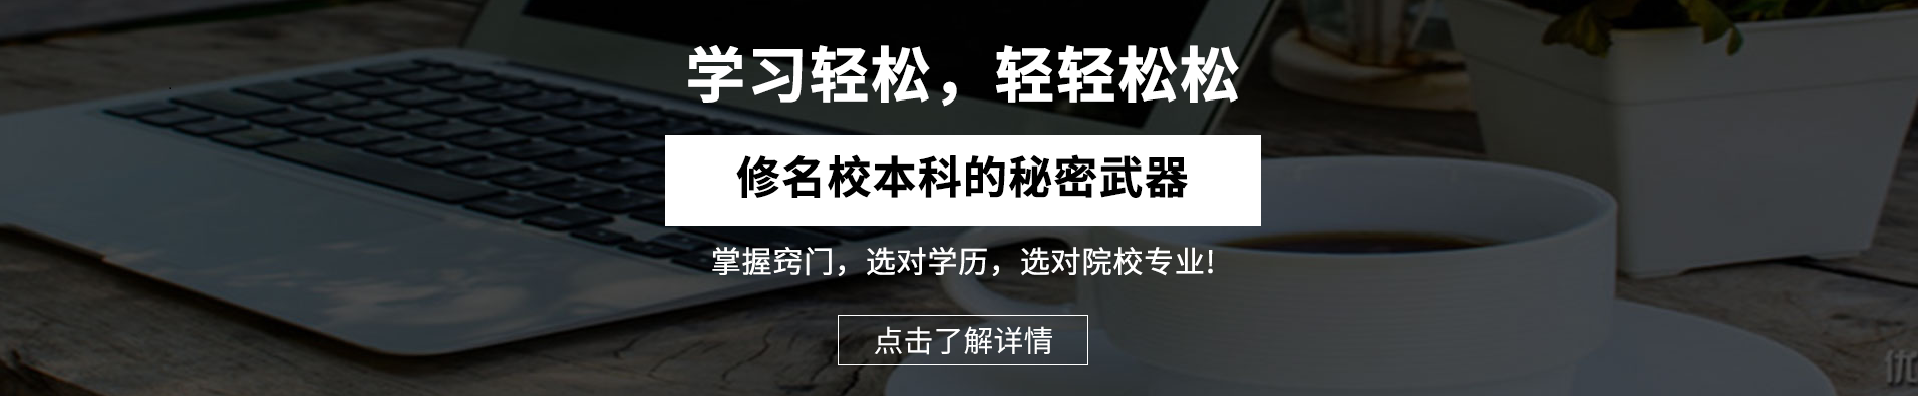 学习轻松，轻轻松松
修名校本科的秘密武器
掌握窍门，选对学历，选对院校专业!
点击了解详情
优